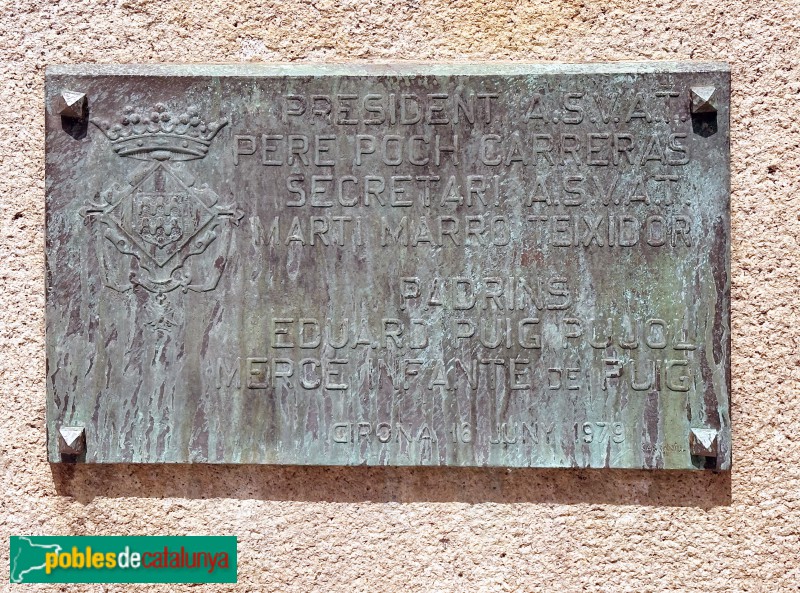 PRESIDENT A.S.V.A.T.
PERE POCH CARRERAS
SECRETARI A.S.V.A.T.
MARTI MARRO TEIXIDOR
PADRINS
EDUARD PUIG PUJOL
MERCE INFANTE DE PUIG
GIRONA 16 JUNY 1979
poblesdecatalunya